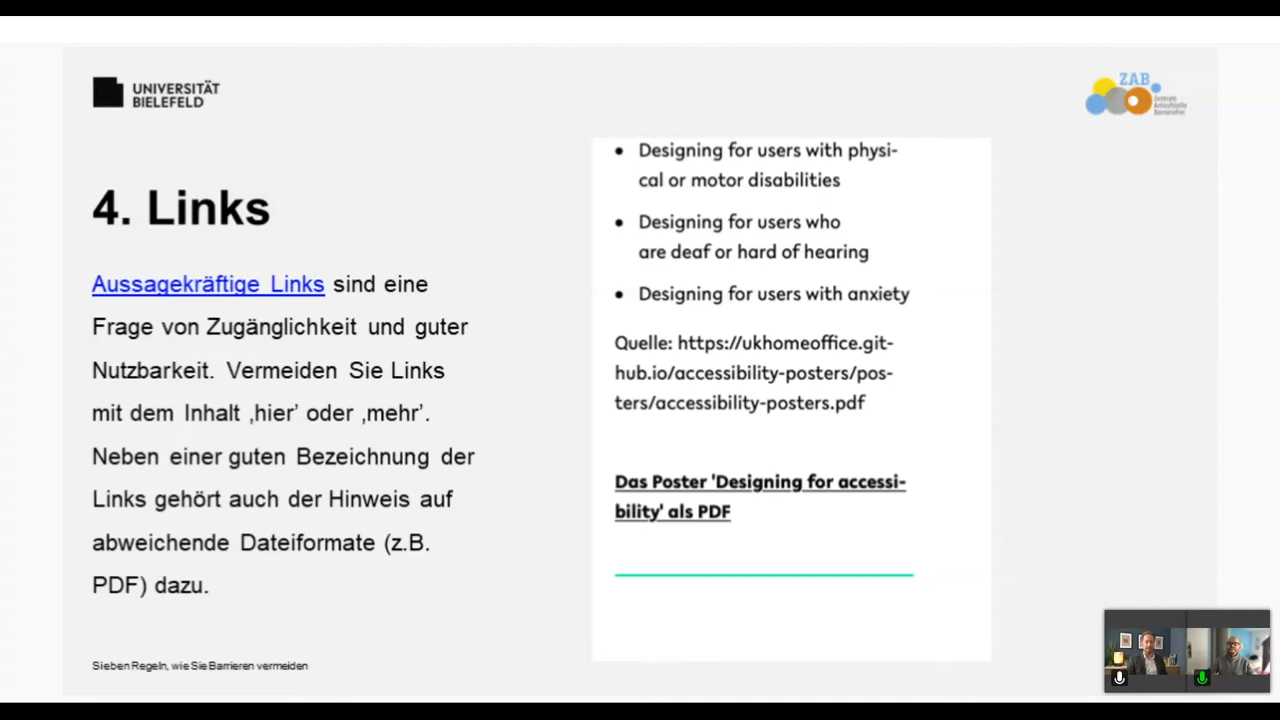 UNIVERSITÄT
BIELEFELD
ZAB
Zentrale
Anlaufstelle
Barrierefrei
4. Links
Aussagekräftige Links sind eine
Frage von Zugänglichkeit und guter
Nutzbarkeit. Vermeiden Sie Links
mit dem Inhalt ‚hier’ oder ‚mehr’.
Neben einer guten Bezeichnung der
Links gehört auch der Hinweis auf
abweichende Dateiformate (z.B.
PDF) dazu.
• Designing for users with physi-
cal or motor disabilities
• Designing for users who
are deaf or hard of hearing
• Designing for users with anxiety
Quelle: https://ukhomeoffice.git-
hub.io/accessibility-posters/pos-
ters/accessibility-posters.pdf
Das Poster 'Designing for accessi-
bility' als PDF
Sieben Regeln, wie Sie Barrieren vermeiden